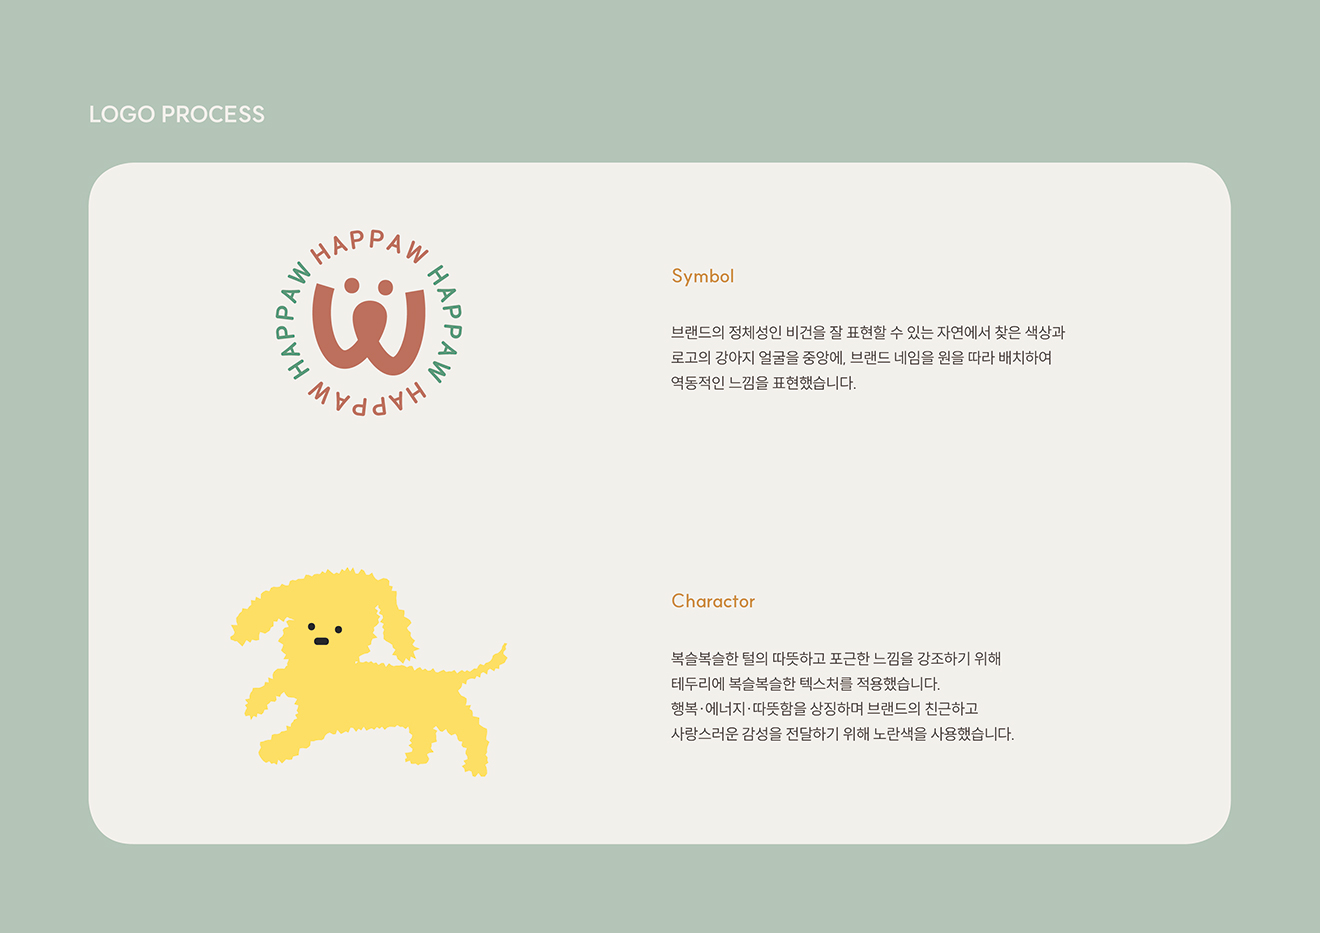 LOGO PROCESS
HAPPAW HAPPAW HAPPAW HAPPAW
W
Symbol
브랜드의 정체성인 비건을 잘 표현할 수 있는 자연에서 찾은 색상과
로고의 강아지 얼굴을 중앙에, 브랜드 네임을 원을 따라 배치하여
역동적인 느낌을 표현했습니다.
Charactor
복슬복슬한 털의 따뜻하고 포근한 느낌을 강조하기 위해
테두리에 복슬복슬한 텍스처를 적용했습니다.
행복·에너지·따뜻함을 상징하며 브랜드의 친근하고
사랑스러운 감성을 전달하기 위해 노란색을 사용했습니다.